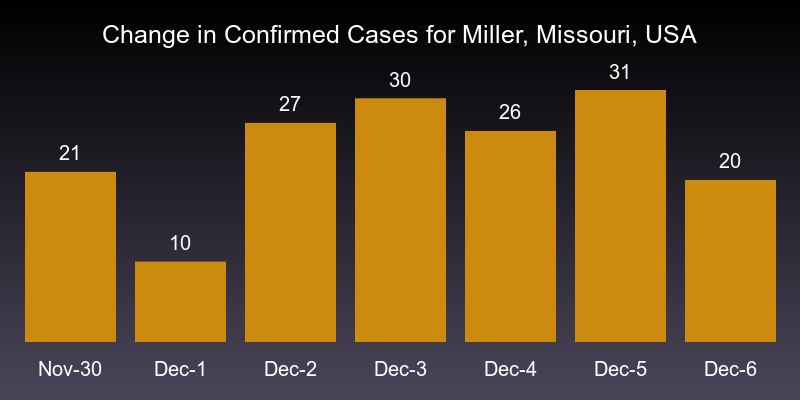 Change in Confirmed Cases for Miller, Missouri, USA
21
10
27
30
26
31
20
Nov-30
Dec-1
Dec-2
Dec-3
Dec-4
Dec-5
Dec-6